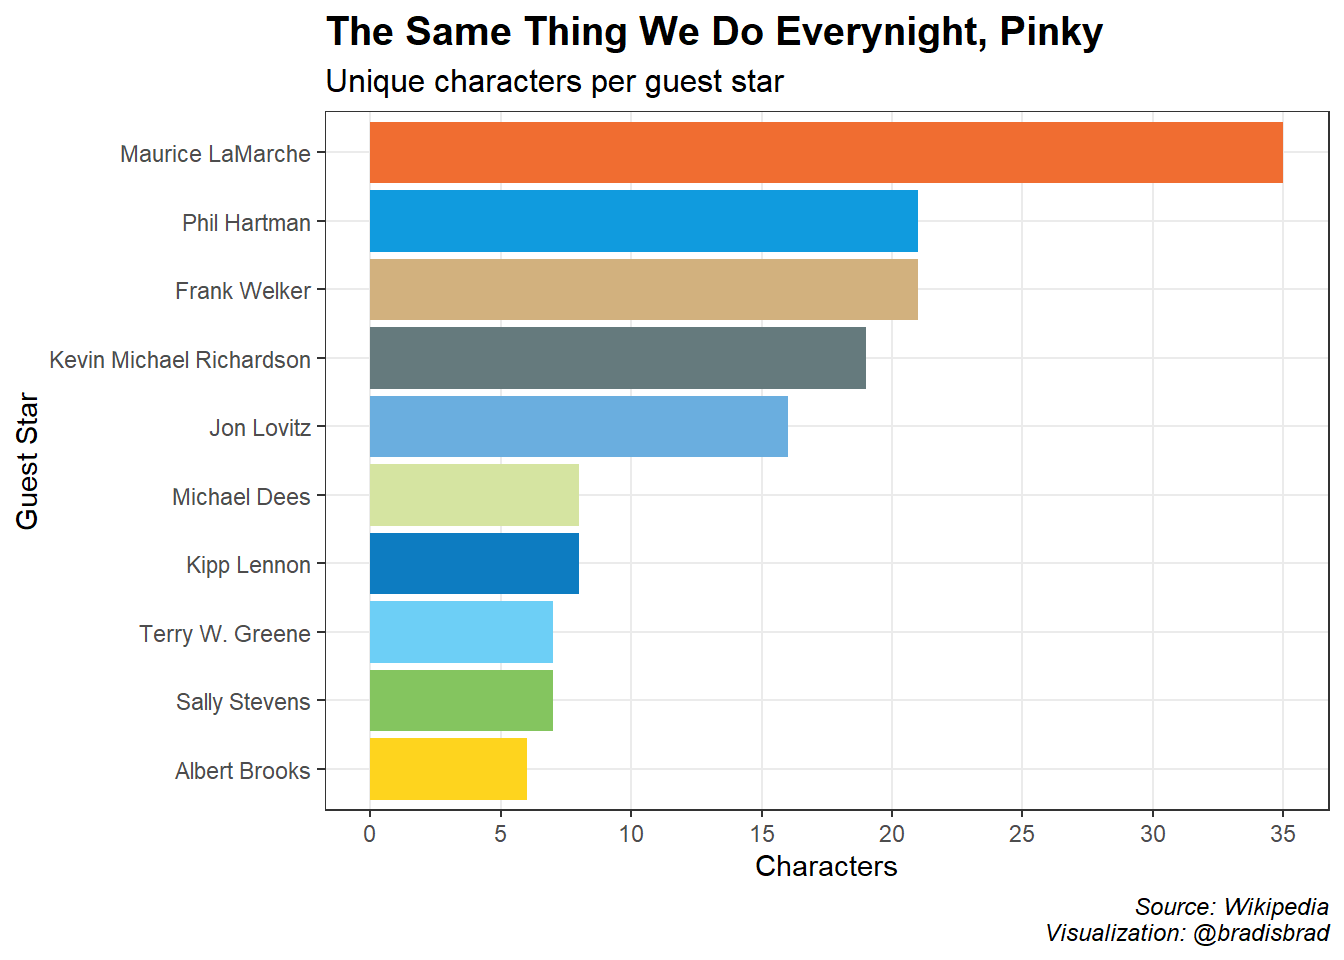 The Same Thing We Do Everynight, Pinky
Unique characters per guest star
Guest Star
Maurice LaMarche
Phil Hartman
Frank Welker
Kevin Michael Richardson
Jon Lovitz
Michael Dees
Kipp Lennon
Terry W. Greene
Sally Stevens
Albert Brooks
0 5 10 15 20 25 30 35
Characters
Source: Wikipedia
Visualization: @bradisbrad